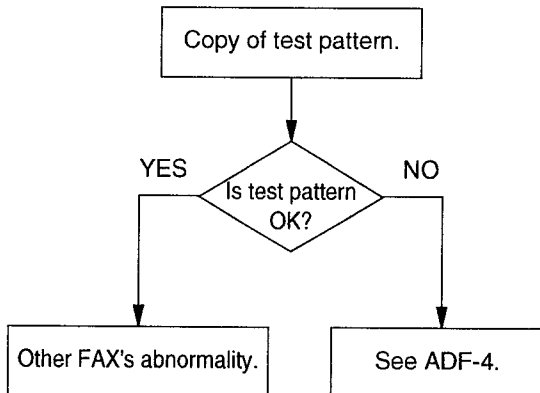 Copy of test pattern.
YES
NO
Is test pattern
OK?
Other FAX's abnormality.
See ADF-4.